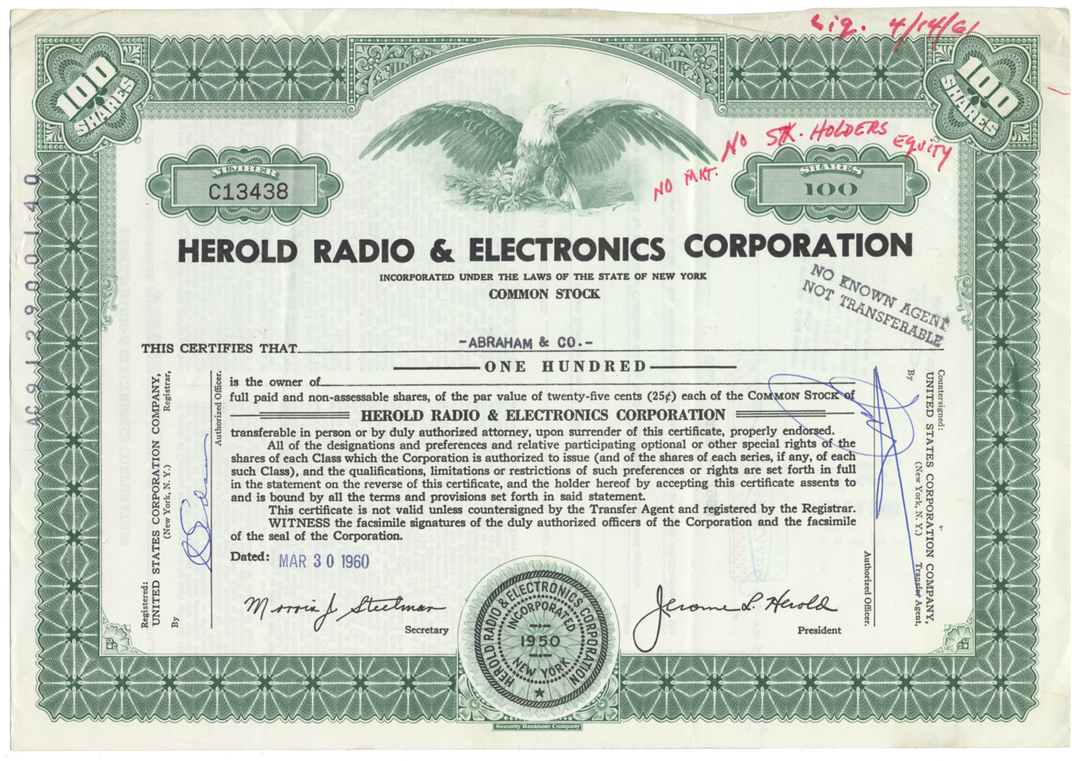 Liq. 4/14/61
100 SHARES
100 SHARES
NO STK. HOLDERS EQUITY
NO MKT.
NUMBER
C13438
SHARES
100
HEROLD RADIO & ELECTRONICS CORPORATION
INCORPORATED UNDER THE LAWS OF THE STATE OF NEW YORK
COMMON STOCK
NO KNOWN AGENT
NOT TRANSFERABLE
THIS CERTIFIES THAT -ABRAHAM & CO.-
ONE HUNDRED
is the owner of
full paid and non-assessable shares, of the par value of twenty-five cents (25¢) each of the COMMON STOCK of
HEROLD RADIO & ELECTRONICS CORPORATION
transferable in person or by duly authorized attorney, upon surrender of this certificate, properly endorsed.
All of the designations and preferences and relative participating optional or other special rights of the
shares of each Class which the Corporation is authorized to issue (and of the shares of each series, if any, of each
such Class), and the qualifications, limitations or restrictions of such preferences or rights are set forth in full
in the statement on the reverse of this certificate, and the holder hereof by accepting this certificate assents to
and is bound by all the terms and provisions set forth in said statement.
This certificate is not valid unless countersigned by the Transfer Agent and registered by the Registrar.
WITNESS the facsimile signatures of the duly authorized officers of the Corporation and the facsimile
of the seal of the Corporation.
Dated: MAR 30 1960
Morris J. Steelman
Secretary
Jerome L. Herold
President
HEROLD RADIO & ELECTRONICS CORPORATION
INCORPORATED
1950
NEW YORK
Security Banknote Company
Registered:
UNITED STATES CORPORATION COMPANY,
(New York, N. Y.) Registrar,
By
Authorized Officer.
Countersigned:
UNITED STATES CORPORATION COMPANY,
(New York, N. Y.) Transfer Agent,
By
Authorized Officer.